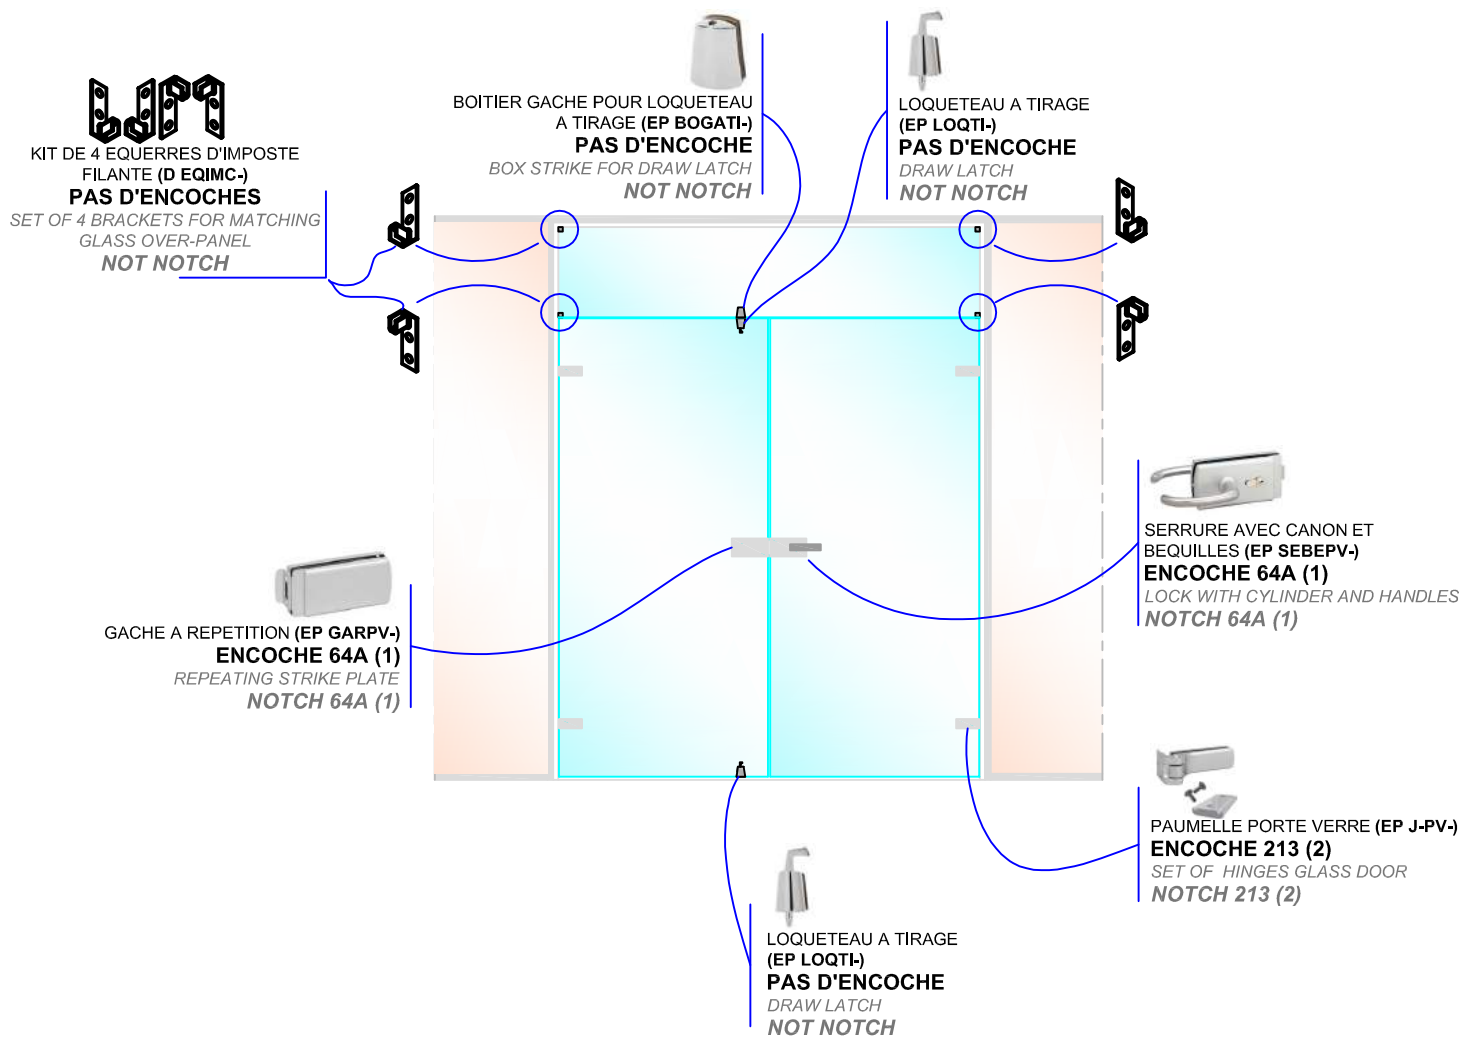 KIT DE 4 EQUERRES D'IMPOSTE
FILANTE (D EQIMC-)
PAS D'ENCOCHES
SET OF 4 BRACKETS FOR MATCHING
GLASS OVER-PANEL
NOT NOTCH
BOITIER GACHE POUR LOQUETEAU
A TIRAGE (EP BOGATI-)
PAS D'ENCOCHE
BOX STRIKE FOR DRAW LATCH
NOT NOTCH
LOQUETEAU A TIRAGE
(EP LOQTI-)
PAS D'ENCOCHE
DRAW LATCH
NOT NOTCH
SERRURE AVEC CANON ET
BEQUILLES (EP SEBEPV-)
ENCOCHE 64A (1)
LOCK WITH CYLINDER AND HANDLES
NOTCH 64A (1)
GACHE A REPETITION (EP GARPV-)
ENCOCHE 64A (1)
REPEATING STRIKE PLATE
NOTCH 64A (1)
PAUMELLE PORTE VERRE (EP J-PV-)
ENCOCHE 213 (2)
SET OF HINGES GLASS DOOR
NOTCH 213 (2)
LOQUETEAU A TIRAGE
(EP LOQTI-)
PAS D'ENCOCHE
DRAW LATCH
NOT NOTCH